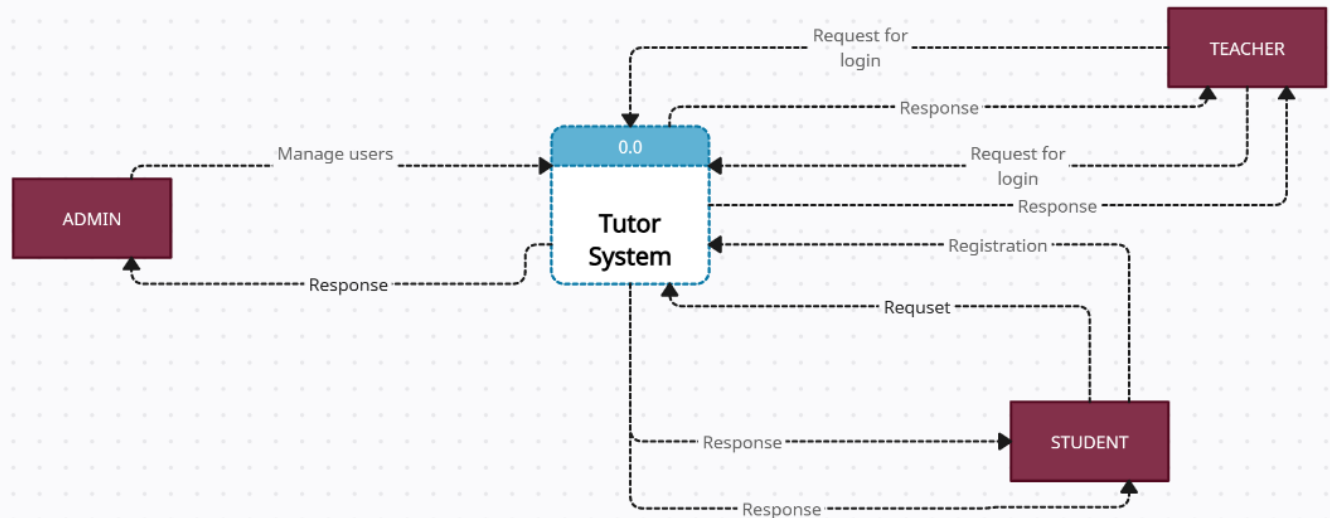 Request for
login
TEACHER
Response
0.0
Manage users
Request for
login
Response
ADMIN
Tutor
System
Registration
Response
Requset
Response
STUDENT
Response